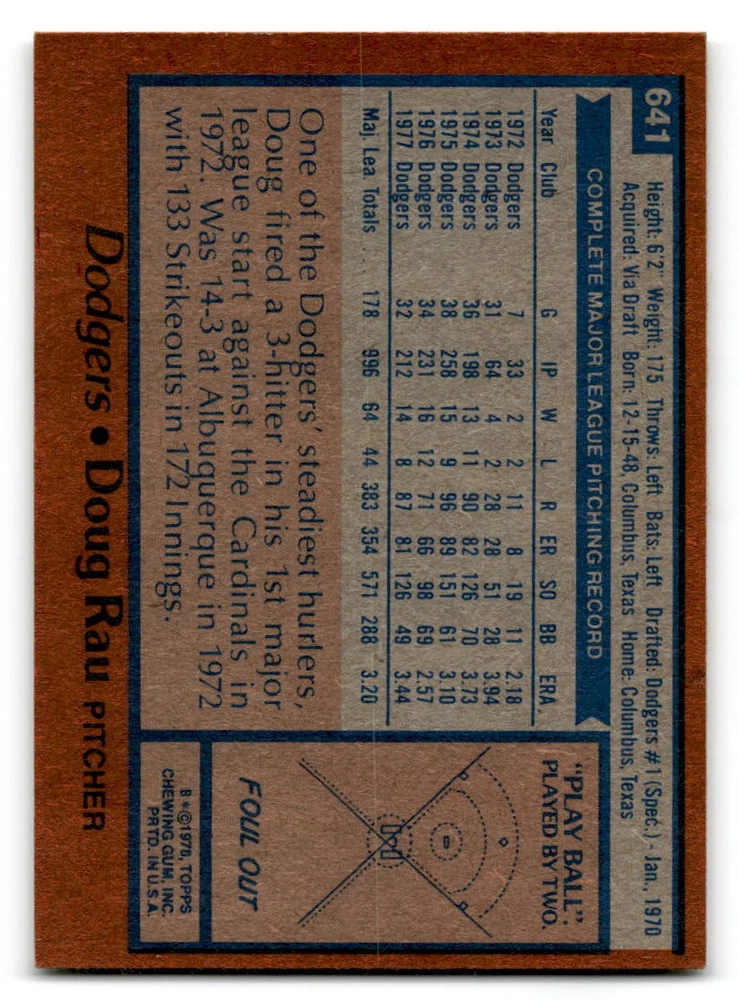 641
Height: 6'2" Weight: 175 Throws: Left Bats: Left Drafted: Dodgers #1 (Spec.) - Jan., 1970
Acquired: Via Draft Born: 12-15-48, Columbus, Texas Home: Columbus, Texas
COMPLETE MAJOR LEAGUE PITCHING RECORD
Year Club G IP W L R ER SO BB ERA
1972 Dodgers 7 33 2 2 11 8 19 11 2.18
1973 Dodgers 31 64 4 2 28 28 51 28 3.94
1974 Dodgers 36 198 13 11 90 82 126 70 3.73
1975 Dodgers 38 258 15 9 96 89 151 61 3.10
1976 Dodgers 34 231 16 12 71 66 98 69 2.57
1977 Dodgers 32 212 14 8 87 81 126 49 3.44
Maj. Lea. Totals . . . 178 996 64 44 383 354 571 288 3.20
One of the Dodgers' steadiest hurlers,
Doug fired a 3-hitter in his 1st major
league start against the Cardinals in
1972. Was 14-3 at Albuquerque in 1972
with 133 Strikeouts in 172 Innings.
"PLAY BALL"
PLAYED BY TWO.
FOUL OUT
B*©1978, TOPPS
CHEWING GUM, INC.
PRTD. IN U.S.A.
Dodgers • Doug Rau PITCHER